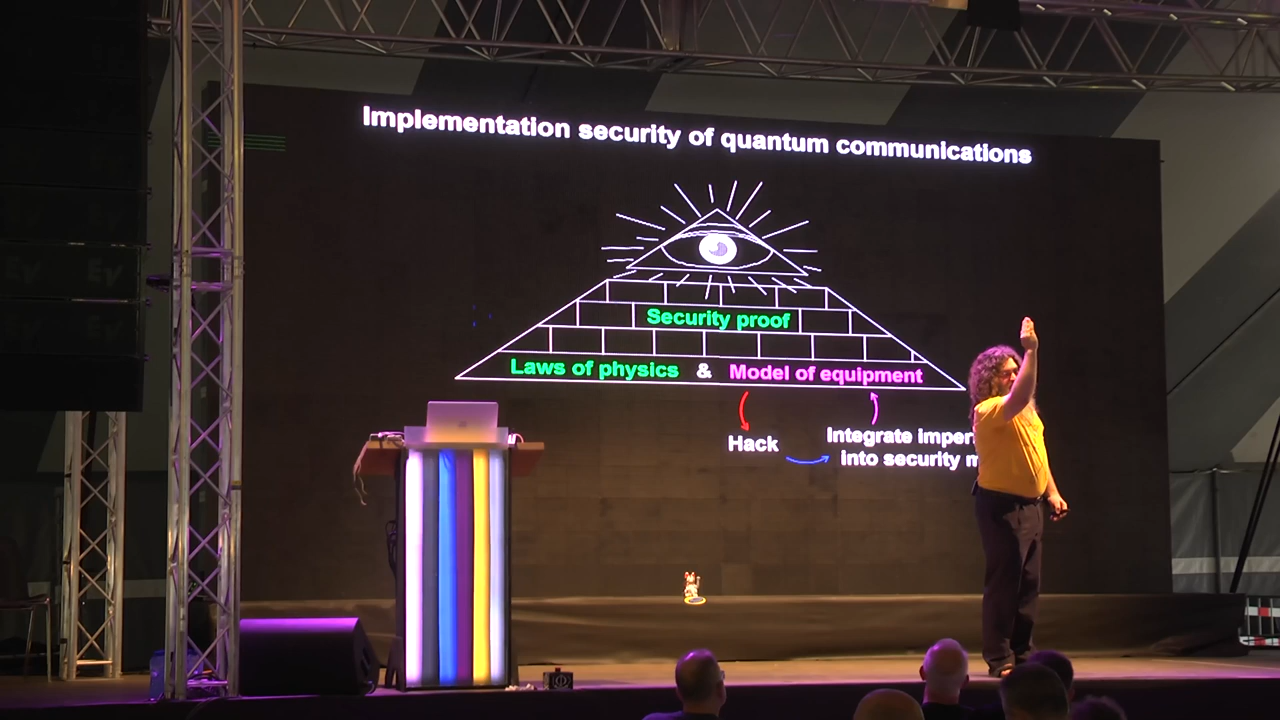 Implementation security of quantum communications
Security proof
Laws of physics & Model of equipment
Hack
Integrate
into security